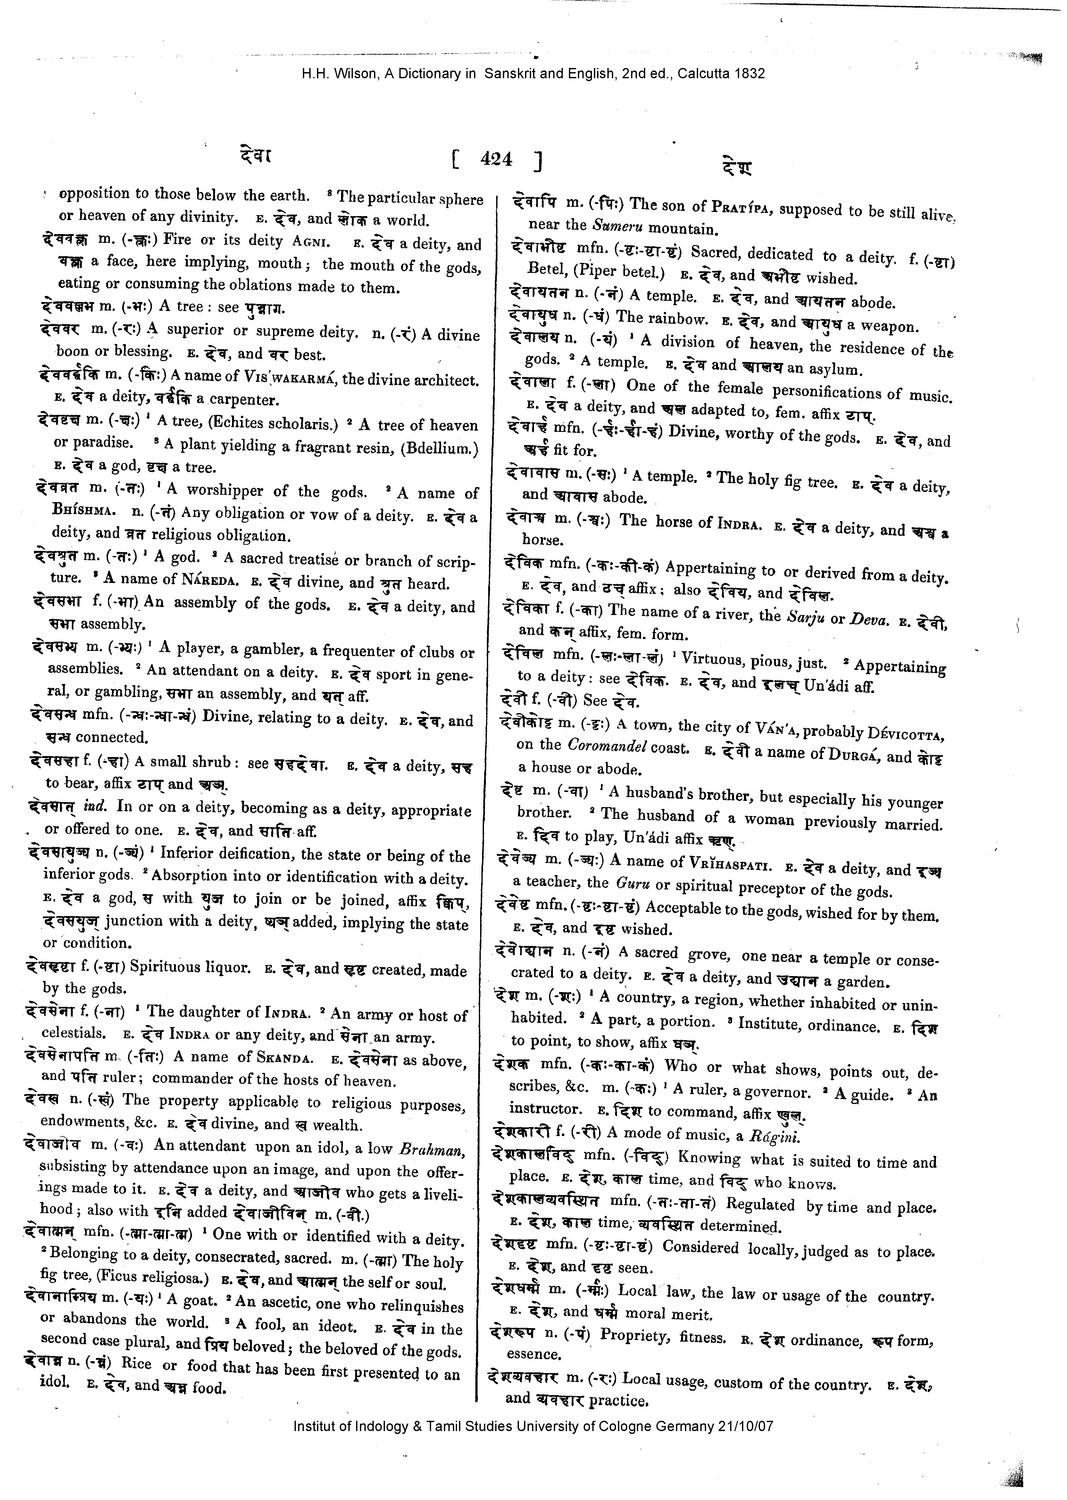 H.H. Wilson, A Dictionary in Sanskrit and English, 2nd ed., Calcutta 1832
देवा
[ 424 ]
देश
opposition to those below the earth. ³ The particular sphere
or heaven of any divinity. E. देव, and लोक a world.
देववक्त्र m. (-क्त्रः) Fire or its deity AGNI. E. देव a deity, and
वक्त्र a face, here implying, mouth; the mouth of the gods,
eating or consuming the oblations made to them.
देववल्लभ m. (-भः) A tree: see पुन्नाग.
देववर m. (-रः) A superior or supreme deity. n. (-रं) A divine
boon or blessing. E. देव, and वर best.
देववर्द्धकि m. (-किः) A name of VIS'WAKARMÁ, the divine architect.
E. देव a deity, वर्द्धकि a carpenter.
देववृक्ष m. (-क्षः) ¹ A tree, (Echites scholaris.) ² A tree of heaven
or paradise. ³ A plant yielding a fragrant resin, (Bdellium.)
E. देव a god, वृक्ष a tree.
देवव्रत m. (-तः) ¹ A worshipper of the gods. ² A name of
BHÍSHMA. n. (-तं) Any obligation or vow of a deity. E. देव a
deity, and व्रत religious obligation.
देवश्रुत m. (-तः) ¹ A god. ² A sacred treatise or branch of scrip-
ture. ³ A name of NÁREDA. E. देव divine, and श्रुत heard.
देवसभा f. (-भा) An assembly of the gods. E. देव a deity, and
सभा assembly.
देवसभ्य m. (-भ्यः) ¹ A player, a gambler, a frequenter of clubs or
assemblies. ² An attendant on a deity. E. देव sport in gene-
ral, or gambling, सभा an assembly, and यत् aff.
देवसन्ध mfn. (-न्धः-न्धा-न्धं) Divine, relating to a deity. E. देव, and
सन्ध connected.
देवसहा f. (-हा) A small shrub: see सहदेवा. E. देव a deity, सह
to bear, affix टाप् and अञ्.
देवसात् ind. In or on a deity, becoming as a deity, appropriate
or offered to one. E. देव, and साति aff.
देवसायुज्य n. (-ज्यं) ¹ Inferior deification, the state or being of the
inferior gods. ² Absorption into or identification with a deity.
E. देव a god, स with युज to join or be joined, affix क्विप्,
देवसयुज् junction with a deity, ष्यञ् added, implying the state
or condition.
देवसृष्टा f. (-ष्टा) Spirituous liquor. E. देव, and सृष्ट created, made
by the gods.
देवसेना f. (-ना) ¹ The daughter of INDRA. ² An army or host of
celestials. E. देव INDRA or any deity, and सेना an army.
देवसेनापति m. (-तिः) A name of SKANDA. E. देवसेना as above,
and पति ruler; commander of the hosts of heaven.
देवस्व n. (-स्वं) The property applicable to religious purposes,
endowments, &c. E. देव divine, and स्व wealth.
देवाजीव m. (-वः) An attendant upon an idol, a low Brahman,
subsisting by attendance upon an image, and upon the offer-
ings made to it. E. देव a deity, and आजीव who gets a liveli-
hood; also with इनि added देवाजीविन् m. (-वी.)
देवात्मन् mfn. (-त्मा-त्मा-त्म) ¹ One with or identified with a deity.
² Belonging to a deity, consecrated, sacred. m. (-त्मा) The holy
fig tree, (Ficus religiosa.) E. देव, and आत्मन् the self or soul.
देवानाम्प्रिय m. (-यः) ¹ A goat. ² An ascetic, one who relinquishes
or abandons the world. ³ A fool, an ideot. E. देव in the
second case plural, and प्रिय beloved; the beloved of the gods.
देवान्न n. (-न्नं) Rice or food that has been first presented to an
idol. E. देव, and अन्न food.
देवापि m. (-पिः) The son of PRATÍPA, supposed to be still alive,
near the Sumeru mountain.
देवाभीष्ट mfn. (-ष्टः-ष्टा-ष्टं) Sacred, dedicated to a deity. f. (-ष्टा)
Betel, (Piper betel.) E. देव, and अभीष्ट wished.
देवायतन n. (-नं) A temple. E. देव, and आयतन abode.
देवायुध n. (-धं) The rainbow. E. देव, and आयुध a weapon.
देवालय n. (-यं) ¹ A division of heaven, the residence of the
gods. ² A temple. E. देव and आलय an asylum.
देवाला f. (-ला) One of the female personifications of music.
E. देव a deity, and अल adapted to, fem. affix टाप्.
देवार्ह mfn. (-र्हः-र्हा-र्हं) Divine, worthy of the gods. E. देव, and
अर्ह fit for.
देवावास m. (-सः) ¹ A temple. ² The holy fig tree. E. देव a deity,
and आवास abode.
देवाश्व m. (-श्वः) The horse of INDRA. E. देव a deity, and अश्व a
horse.
देविक mfn. (-कः-की-कं) Appertaining to or derived from a deity.
E. देव, and ठच् affix; also देविय, and देविल.
देविका f. (-का) The name of a river, the Sarju or Deva. E. देवी,
and कन् affix, fem. form.
देविल mfn. (-लः-ला-लं) ¹ Virtuous, pious, just. ² Appertaining
to a deity: see देविक. E. देव, and इलच् Un'ádi aff.
देवी f. (-वी) See देव.
देवीकोट्ट m. (-ट्टः) A town, the city of VÁN'A, probably DÉVICOTTA,
on the Coromandel coast. E. देवी a name of DURGÁ, and कोट्ट
a house or abode.
देवृ m. (-वा) ¹ A husband's brother, but especially his younger
brother. ² The husband of a woman previously married.
E. दिव to play, Un'ádi affix ऋण्.
देवेज्य m. (-ज्यः) A name of VRĬHASPATI. E. देव a deity, and इज्य
a teacher, the Guru or spiritual preceptor of the gods.
देवेष्ट mfn. (-ष्टः-ष्टा-ष्टं) Acceptable to the gods, wished for by them.
E. देव, and इष्ट wished.
देवोद्यान n. (-नं) A sacred grove, one near a temple or conse-
crated to a deity. E. देव a deity, and उद्यान a garden.
देश m. (-शः) ¹ A country, a region, whether inhabited or unin-
habited. ² A part, a portion. ³ Institute, ordinance. E. दिश
to point, to show, affix घञ्.
देशक mfn. (-कः-का-कं) Who or what shows, points out, de-
scribes, &c. m. (-कः) ¹ A ruler, a governor. ² A guide. ³ An
instructor. E. दिश to command, affix ण्वुल्.
देशकारी f. (-री) A mode of music, a Rágini.
देशकालविद् mfn. (-विद्) Knowing what is suited to time and
place. E. देश, काल time, and विद् who knows.
देशकालव्यवस्थित mfn. (-तः-ता-तं) Regulated by time and place.
E. देश, काल time, व्यवस्थित determined.
देशदृष्ट mfn. (-ष्टः-ष्टा-ष्टं) Considered locally, judged as to place.
E. देश, and दृष्ट seen.
देशधर्म्म m. (-र्म्मः) Local law, the law or usage of the country.
E. देश, and धर्म्म moral merit.
देशरूप n. (-पं) Propriety, fitness. R. देश ordinance, रूप form,
essence.
देशव्यवहार m. (-रः) Local usage, custom of the country. E. देश,
and व्यवहार practice.
Institut of Indology & Tamil Studies University of Cologne Germany 21/10/07